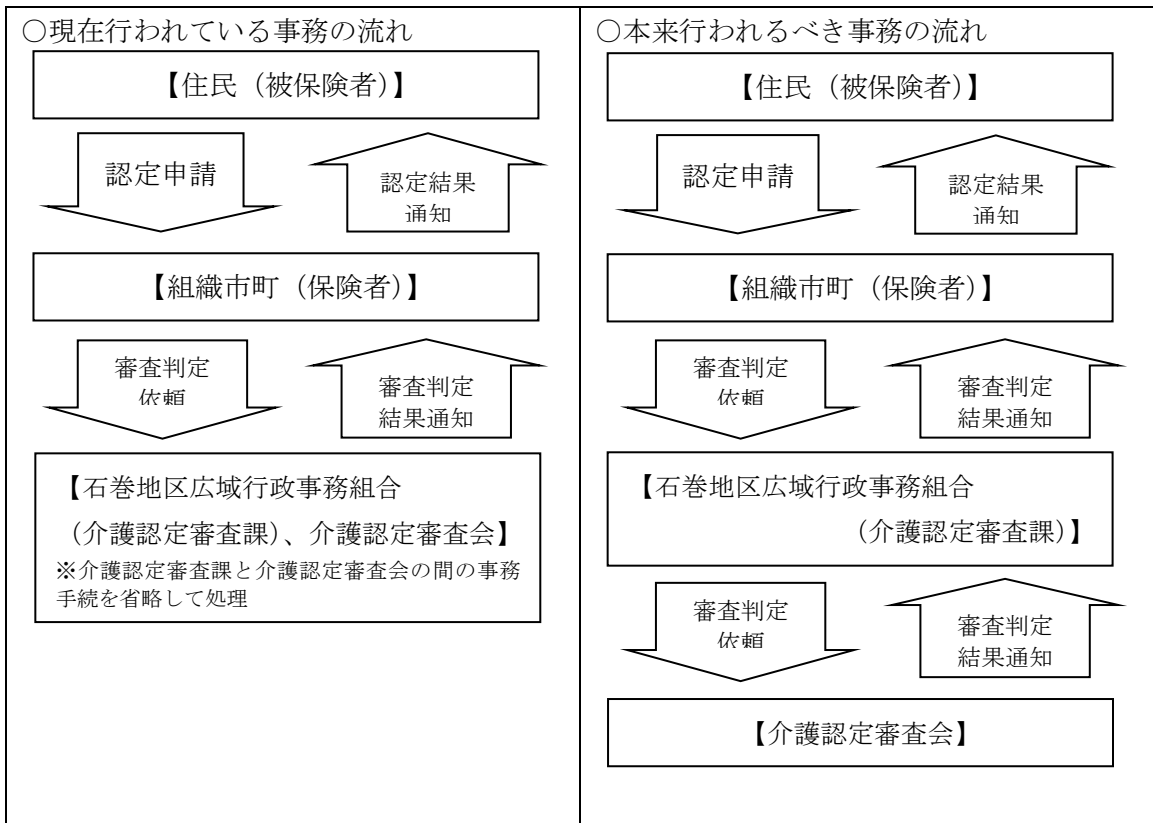 ○現在行われている事務の流れ
【住民（被保険者）】
認定申請
認定結果
通知
【組織市町（保険者）】
審査判定
依頼
審査判定
結果通知
【石巻地区広域行政事務組合
（介護認定審査課）、介護認定審査会】
※介護認定審査課と介護認定審査会の間の事務
手続を省略して処理
○本来行われるべき事務の流れ
【住民（被保険者）】
認定申請
認定結果
通知
【組織市町（保険者）】
審査判定
依頼
審査判定
結果通知
【石巻地区広域行政事務組合
（介護認定審査課）】
審査判定
依頼
審査判定
結果通知
【介護認定審査会】